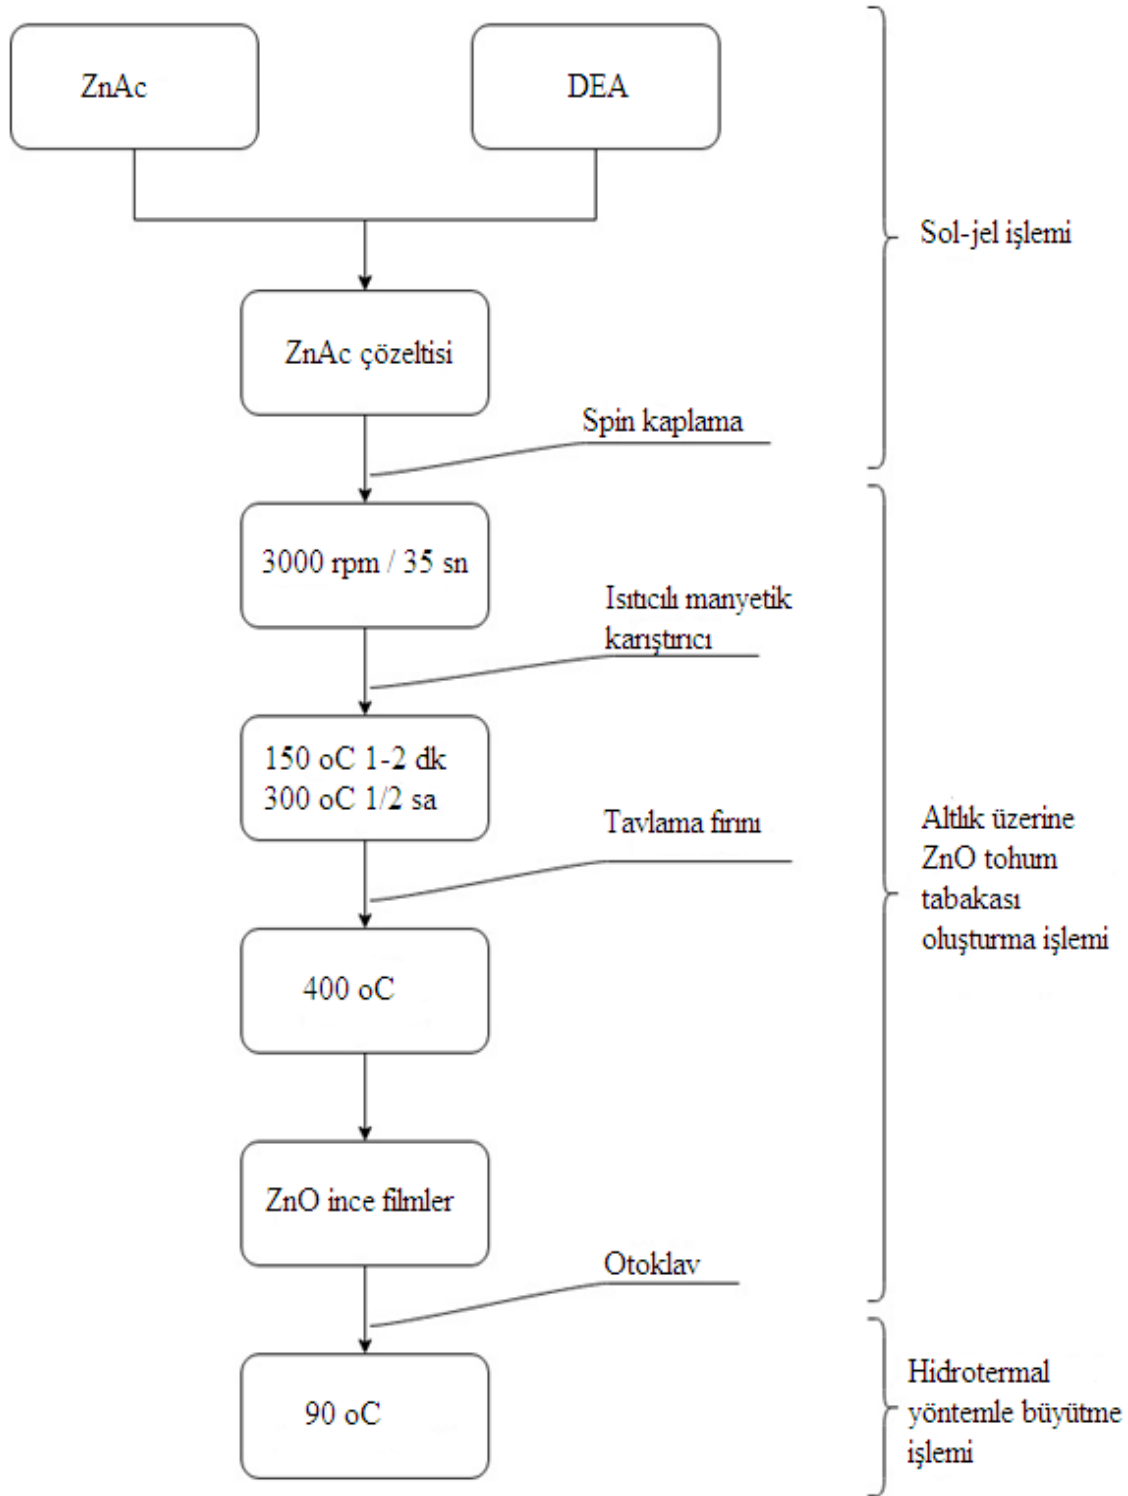 ZnAc
DEA
Sol-jel işlemi
ZnAc çözeltisi
Spin kaplama
3000 rpm / 35 sn
Isıtıcılı manyetik
karıştırıcı
150 oC 1-2 dk
300 oC 1/2 sa
Tavlama fırını
Altlık üzerine
ZnO tohum
tabakası
oluşturma işlemi
400 oC
ZnO ince filmler
Otoklav
90 oC
Hidrotermal
yöntemle büyütme
işlemi